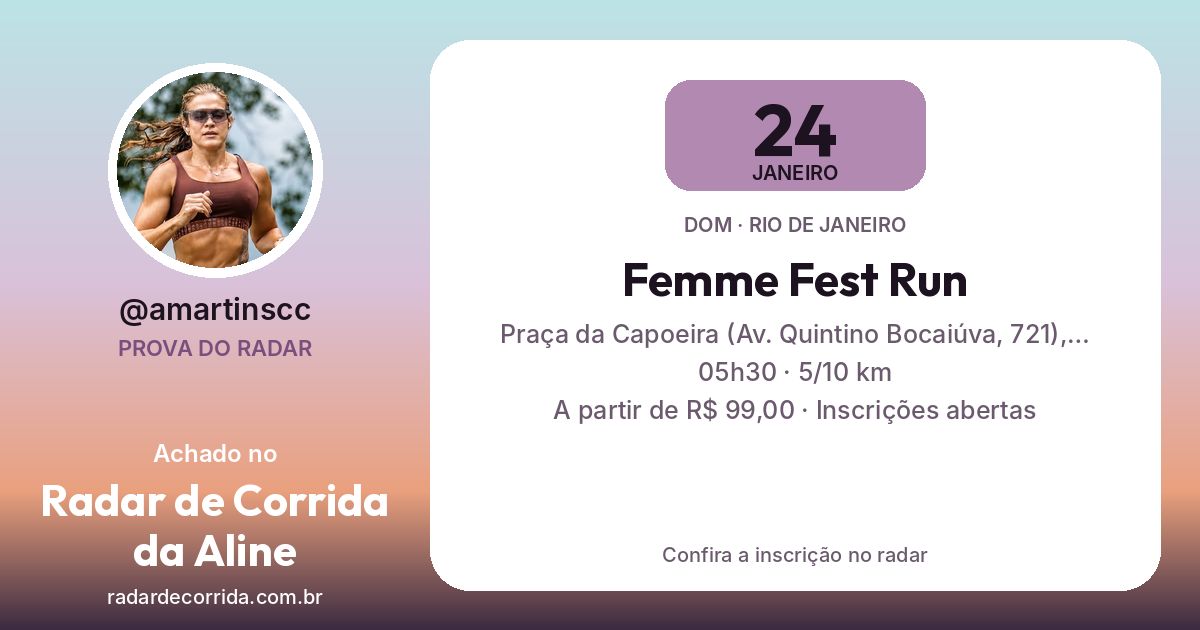 @amartinscc
PROVA DO RADAR
Achado no
Radar de Corrida
da Aline
radardecorrida.com.br
24
JANEIRO
DOM · RIO DE JANEIRO
Femme Fest Run
Praça da Capoeira (Av. Quintino Bocaiúva, 721),...
05h30 · 5/10 km
A partir de R$ 99,00 · Inscrições abertas
Confira a inscrição no radar